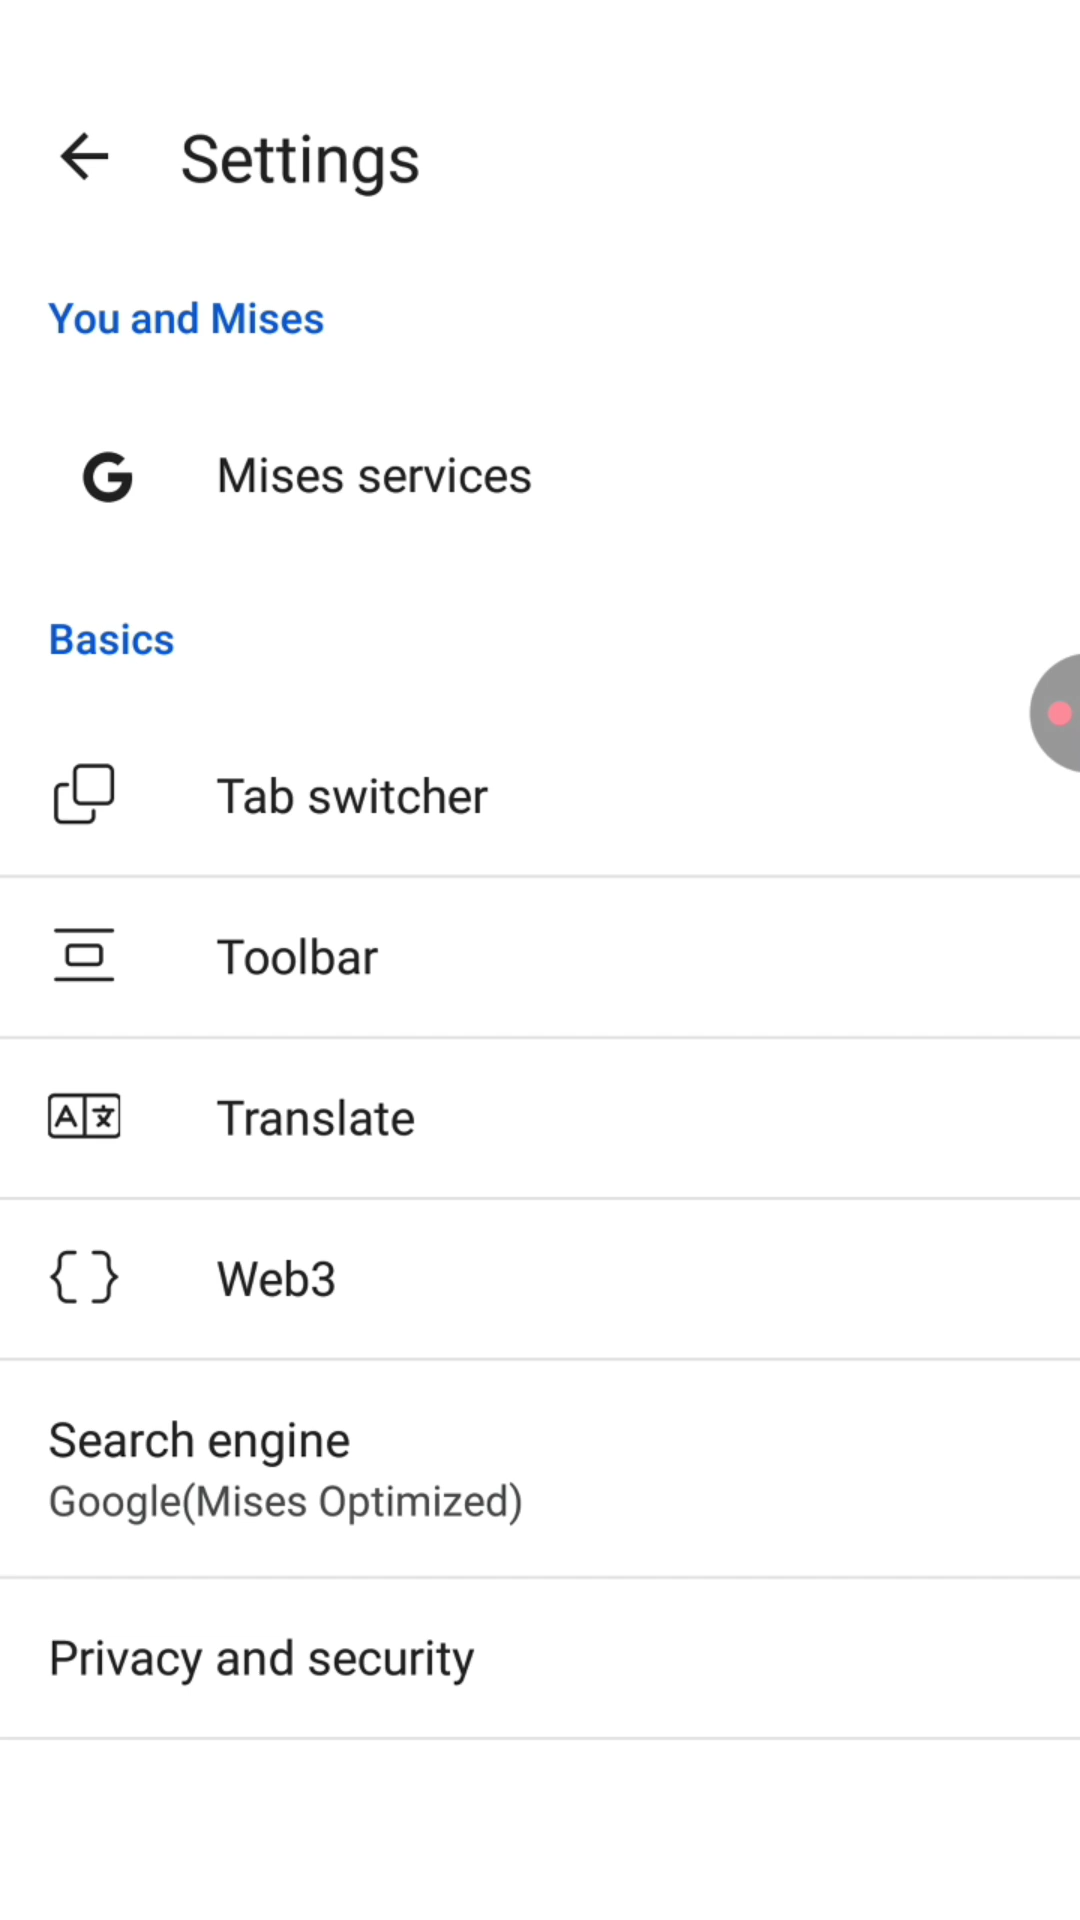 Settings
You and Mises
Mises services
Basics
Tab switcher
Toolbar
Translate
Web3
Search engine
Google(Mises Optimized)
Privacy and security